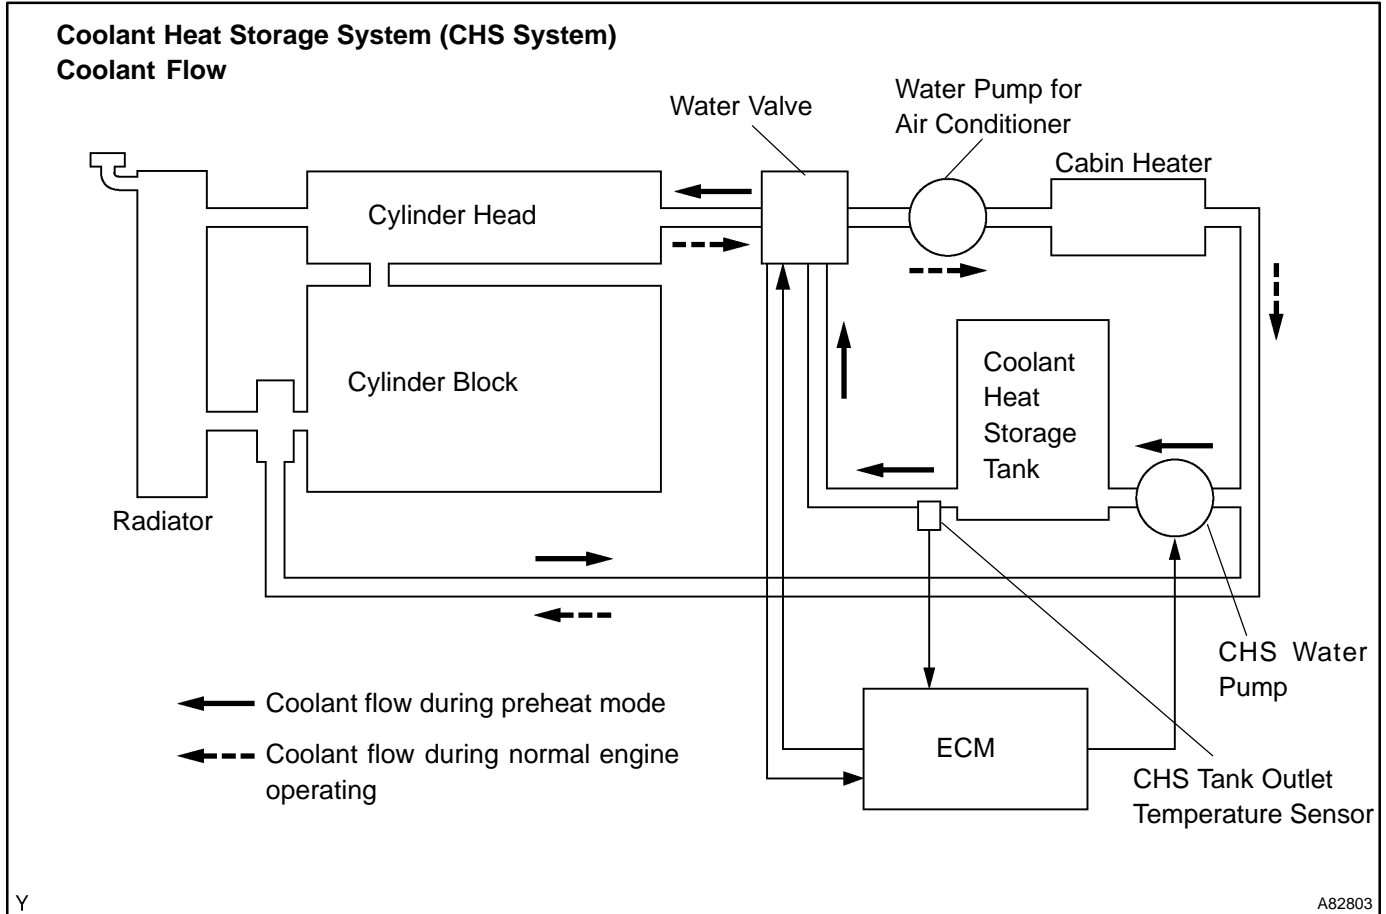 Coolant Heat Storage System (CHS System)
Coolant Flow
Water Valve
Water Pump for
Air Conditioner
Cabin Heater
Cylinder Head
Cylinder Block
Coolant
Heat
Storage
Tank
Radiator
CHS Water
Pump
Coolant flow during preheat mode
Coolant flow during normal engine
operating
ECM
CHS Tank Outlet
Temperature Sensor
Y
A82803